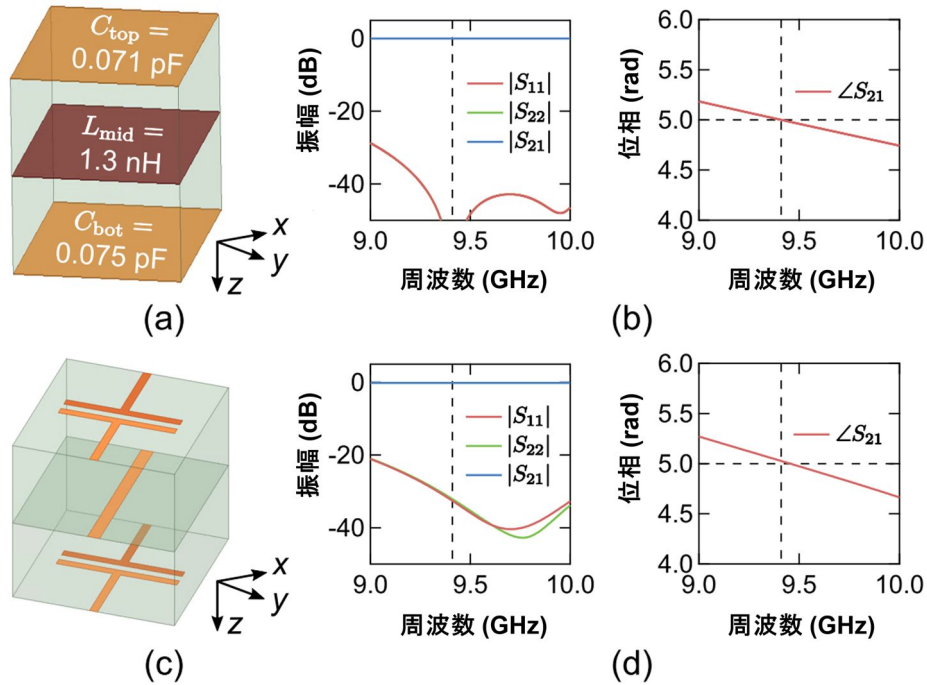 C_top =
0.071 pF
L_mid =
1.3 nH
C_bot =
0.075 pF
x
y
z
(a)
振幅 (dB)
0
-20
-40
|S11|
|S22|
|S21|
9.0
9.5
10.0
周波数 (GHz)
位相 (rad)
6.0
5.5
5.0
4.5
4.0
∠S21
9.0
9.5
10.0
周波数 (GHz)
(b)
x
y
z
(c)
振幅 (dB)
0
-20
-40
|S11|
|S22|
|S21|
9.0
9.5
10.0
周波数 (GHz)
位相 (rad)
6.0
5.5
5.0
4.5
4.0
∠S21
9.0
9.5
10.0
周波数 (GHz)
(d)